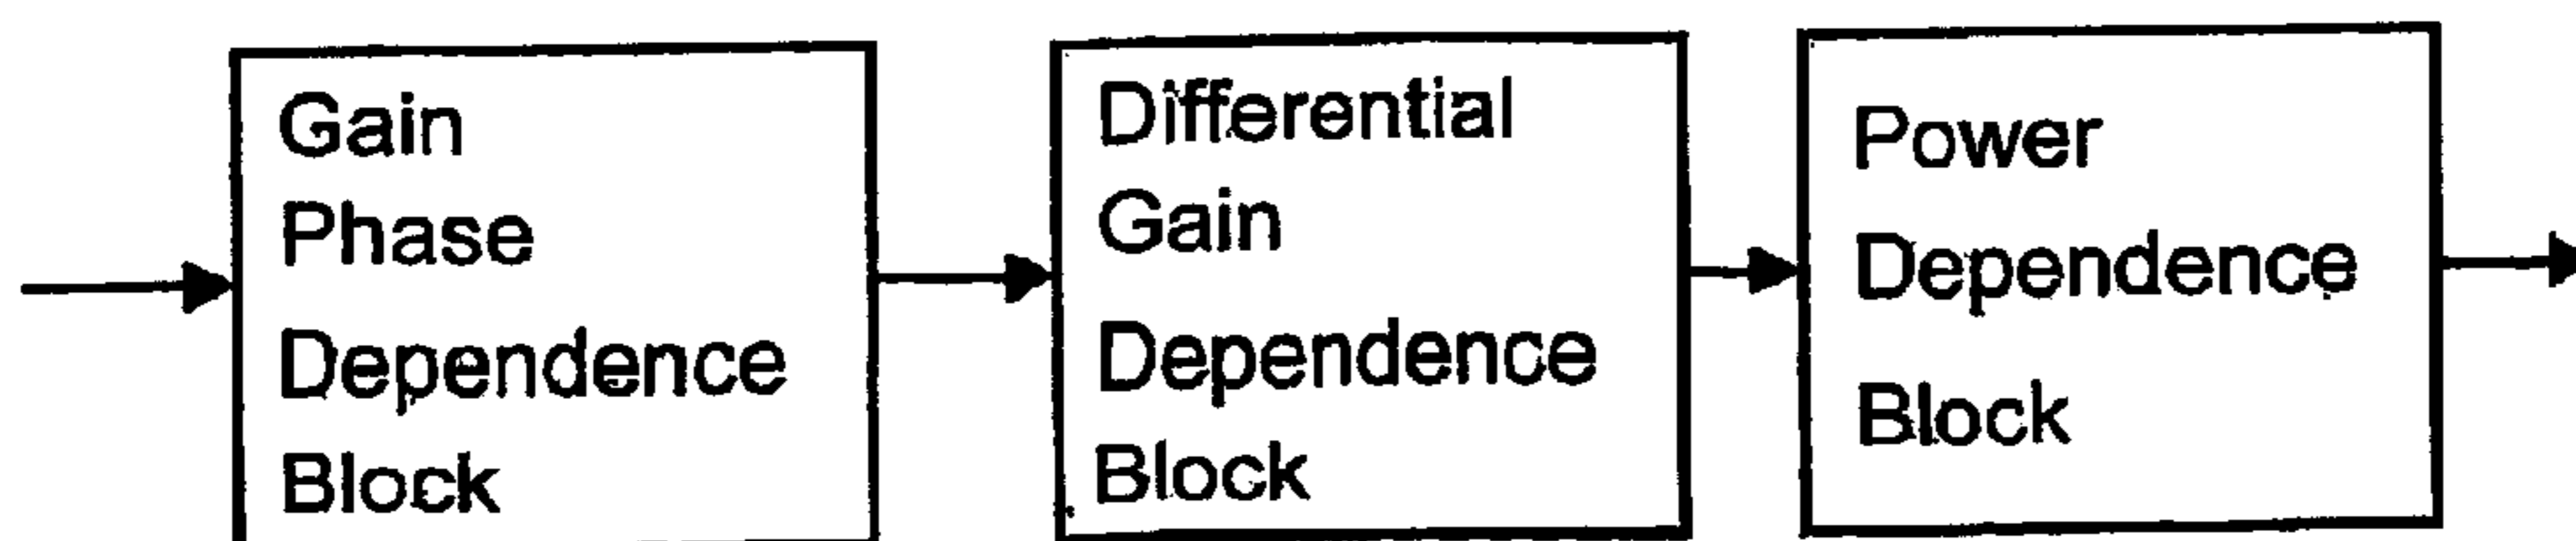 Gain
Phase
Dependence
Block
Differential
Gain
Dependence
Block
Power
Dependence
Block